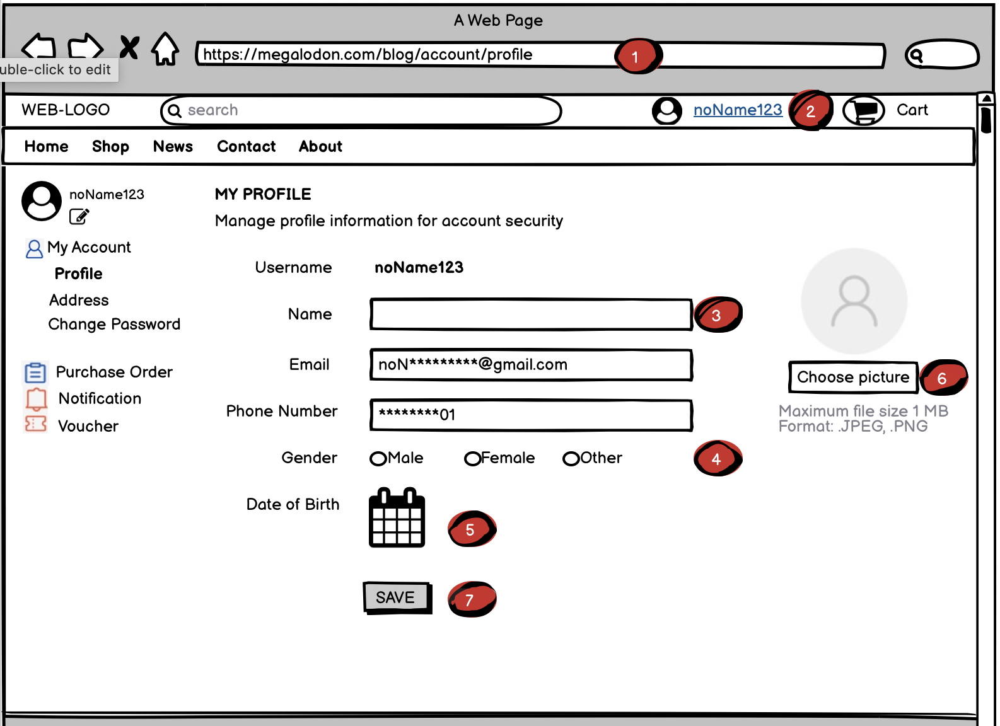 A Web Page
https://megalodon.com/blog/account/profile
1
uble-click to edit
WEB-LOGO
search
noName123
2
Cart
Home Shop News Contact About
noName123
My Account
Profile
Address
Change Password
Purchase Order
Notification
Voucher
MY PROFILE
Manage profile information for account security
Username noName123
Name
3
Email noN*********@gmail.com
Phone Number ********01
Gender Male Female Other
4
Date of Birth
5
SAVE
7
Choose picture
6
Maximum file size 1 MB
Format: .JPEG, .PNG